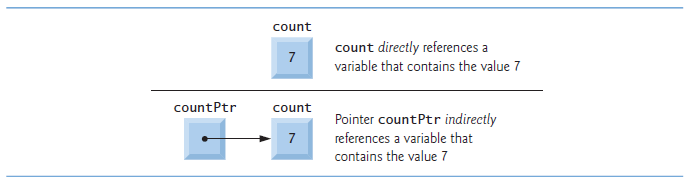 count
7
count directly references a
variable that contains the value 7
countPtr count
7
Pointer countPtr indirectly
references a variable that
contains the value 7